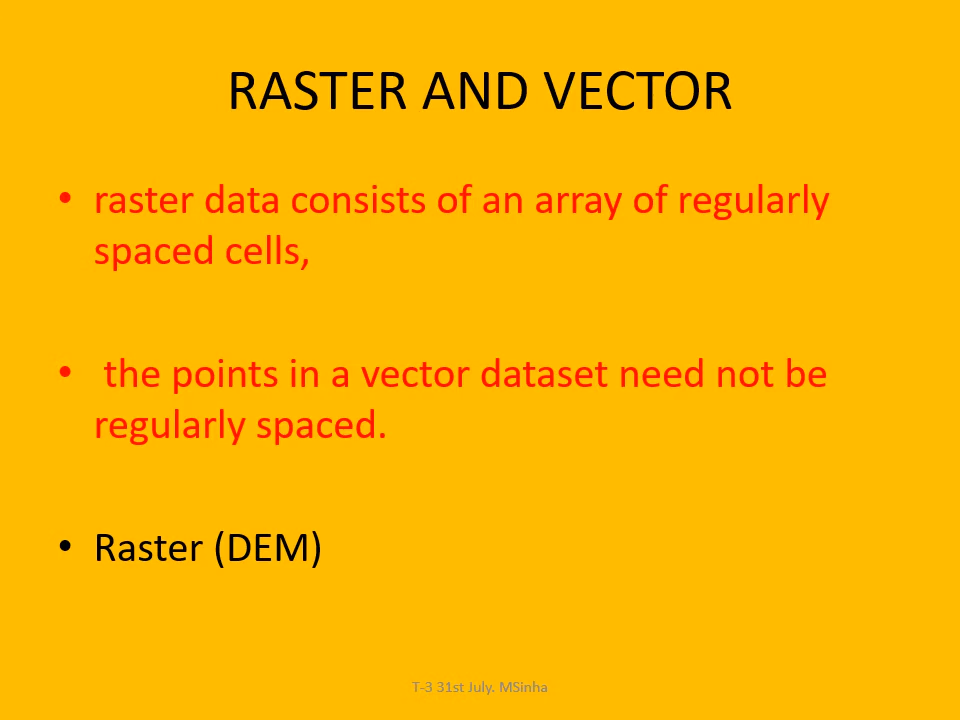 RASTER AND VECTOR
• raster data consists of an array of regularly
spaced cells,
• the points in a vector dataset need not be
regularly spaced.
• Raster (DEM)
T-3 31st July. MSinha